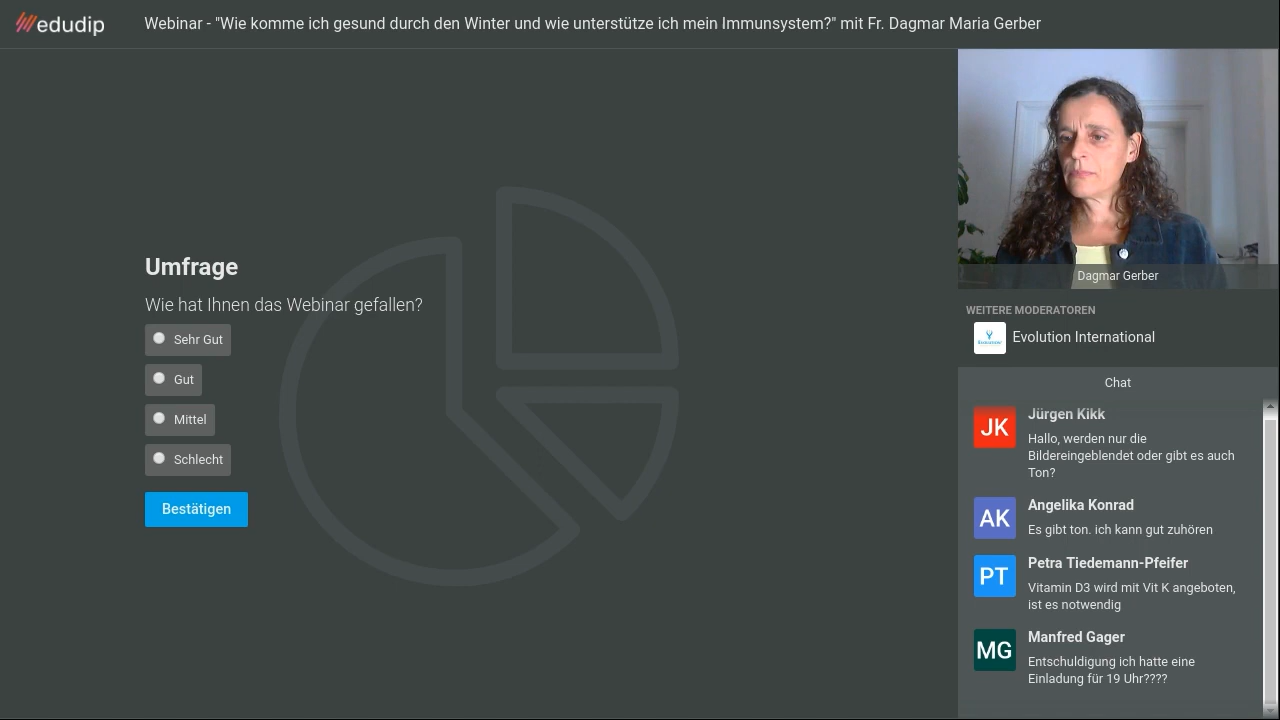 edudip
Webinar - "Wie komme ich gesund durch den Winter und wie unterstütze ich mein Immunsystem?" mit Fr. Dagmar Maria Gerber
Umfrage
Wie hat Ihnen das Webinar gefallen?
Sehr Gut
Gut
Mittel
Schlecht
Bestätigen
Dagmar Gerber
WEITERE MODERATOREN
Evolution International
Chat
JK
Jürgen Kikk
Hallo, werden nur die
Bildereingeblendet oder gibt es auch
Ton?
AK
Angelika Konrad
Es gibt ton. ich kann gut zuhören
PT
Petra Tiedemann-Pfeifer
Vitamin D3 wird mit Vit K angeboten,
ist es notwendig
MG
Manfred Gager
Entschuldigung ich hatte eine
Einladung für 19 Uhr????